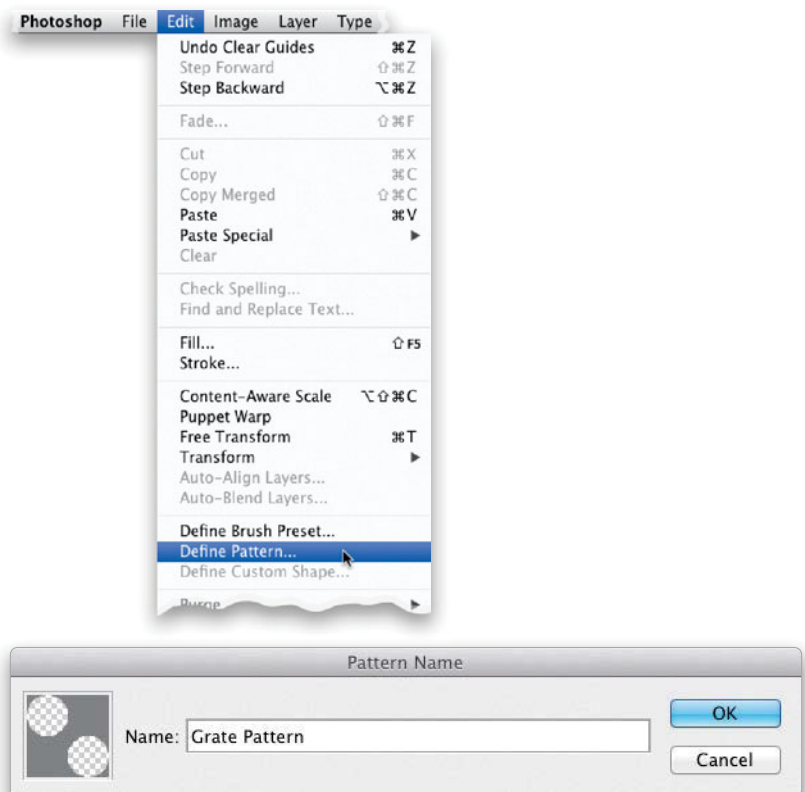 Photoshop File Edit Image Layer Type
Undo Clear Guides ⌘Z
Step Forward ⇧⌘Z
Step Backward ⌥⌘Z
Fade... ⇧⌘F
Cut ⌘X
Copy ⌘C
Copy Merged ⇧⌘C
Paste ⌘V
Paste Special ▶
Clear
Check Spelling...
Find and Replace Text...
Fill... ⇧F5
Stroke...
Content-Aware Scale ⌥⇧⌘C
Puppet Warp
Free Transform ⌘T
Transform ▶
Auto-Align Layers...
Auto-Blend Layers...
Define Brush Preset...
Define Pattern...
Define Custom Shape...
Purge ▶
Pattern Name
Name: Grate Pattern
OK
Cancel